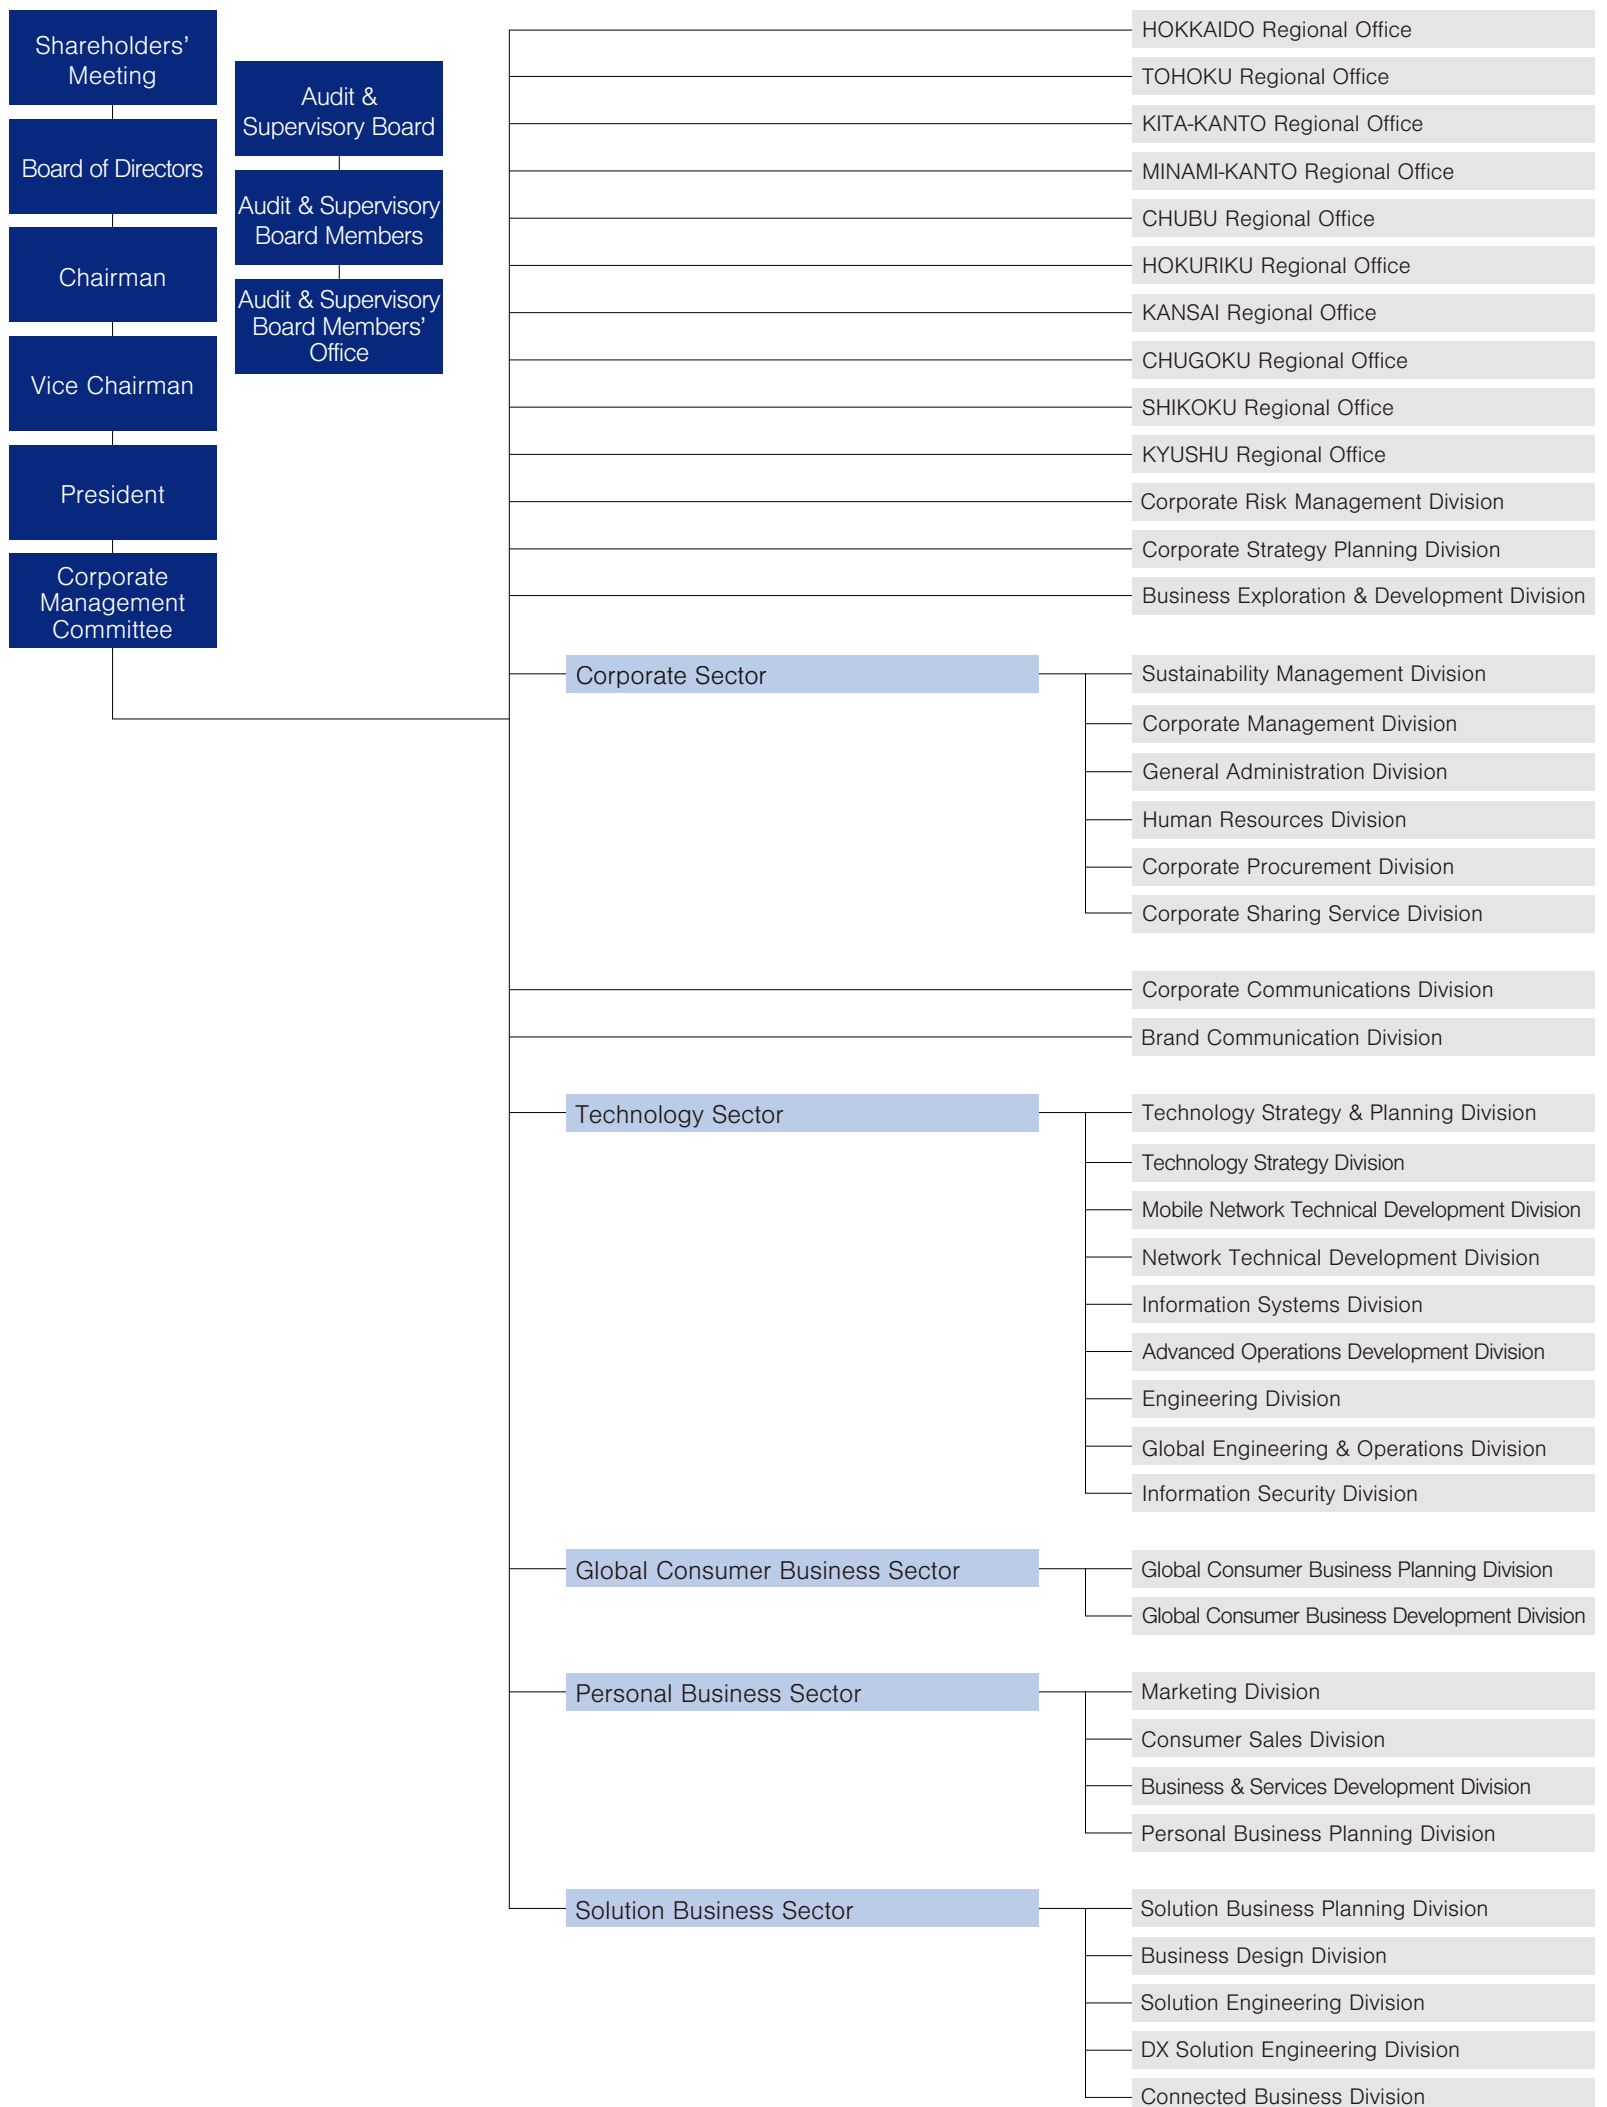 Shareholders’
Meeting
Board of Directors
Chairman
Vice Chairman
President
Corporate
Management
Committee
Audit &
Supervisory Board
Audit & Supervisory
Board Members
Audit & Supervisory
Board Members’
Office
HOKKAIDO Regional Office
TOHOKU Regional Office
KITA-KANTO Regional Office
MINAMI-KANTO Regional Office
CHUBU Regional Office
HOKURIKU Regional Office
KANSAI Regional Office
CHUGOKU Regional Office
SHIKOKU Regional Office
KYUSHU Regional Office
Corporate Risk Management Division
Corporate Strategy Planning Division
Business Exploration & Development Division
Corporate Sector
Sustainability Management Division
Corporate Management Division
General Administration Division
Human Resources Division
Corporate Procurement Division
Corporate Sharing Service Division
Corporate Communications Division
Brand Communication Division
Technology Sector
Technology Strategy & Planning Division
Technology Strategy Division
Mobile Network Technical Development Division
Network Technical Development Division
Information Systems Division
Advanced Operations Development Division
Engineering Division
Global Engineering & Operations Division
Information Security Division
Global Consumer Business Sector
Global Consumer Business Planning Division
Global Consumer Business Development Division
Personal Business Sector
Marketing Division
Consumer Sales Division
Business & Services Development Division
Personal Business Planning Division
Solution Business Sector
Solution Business Planning Division
Business Design Division
Solution Engineering Division
DX Solution Engineering Division
Connected Business Division